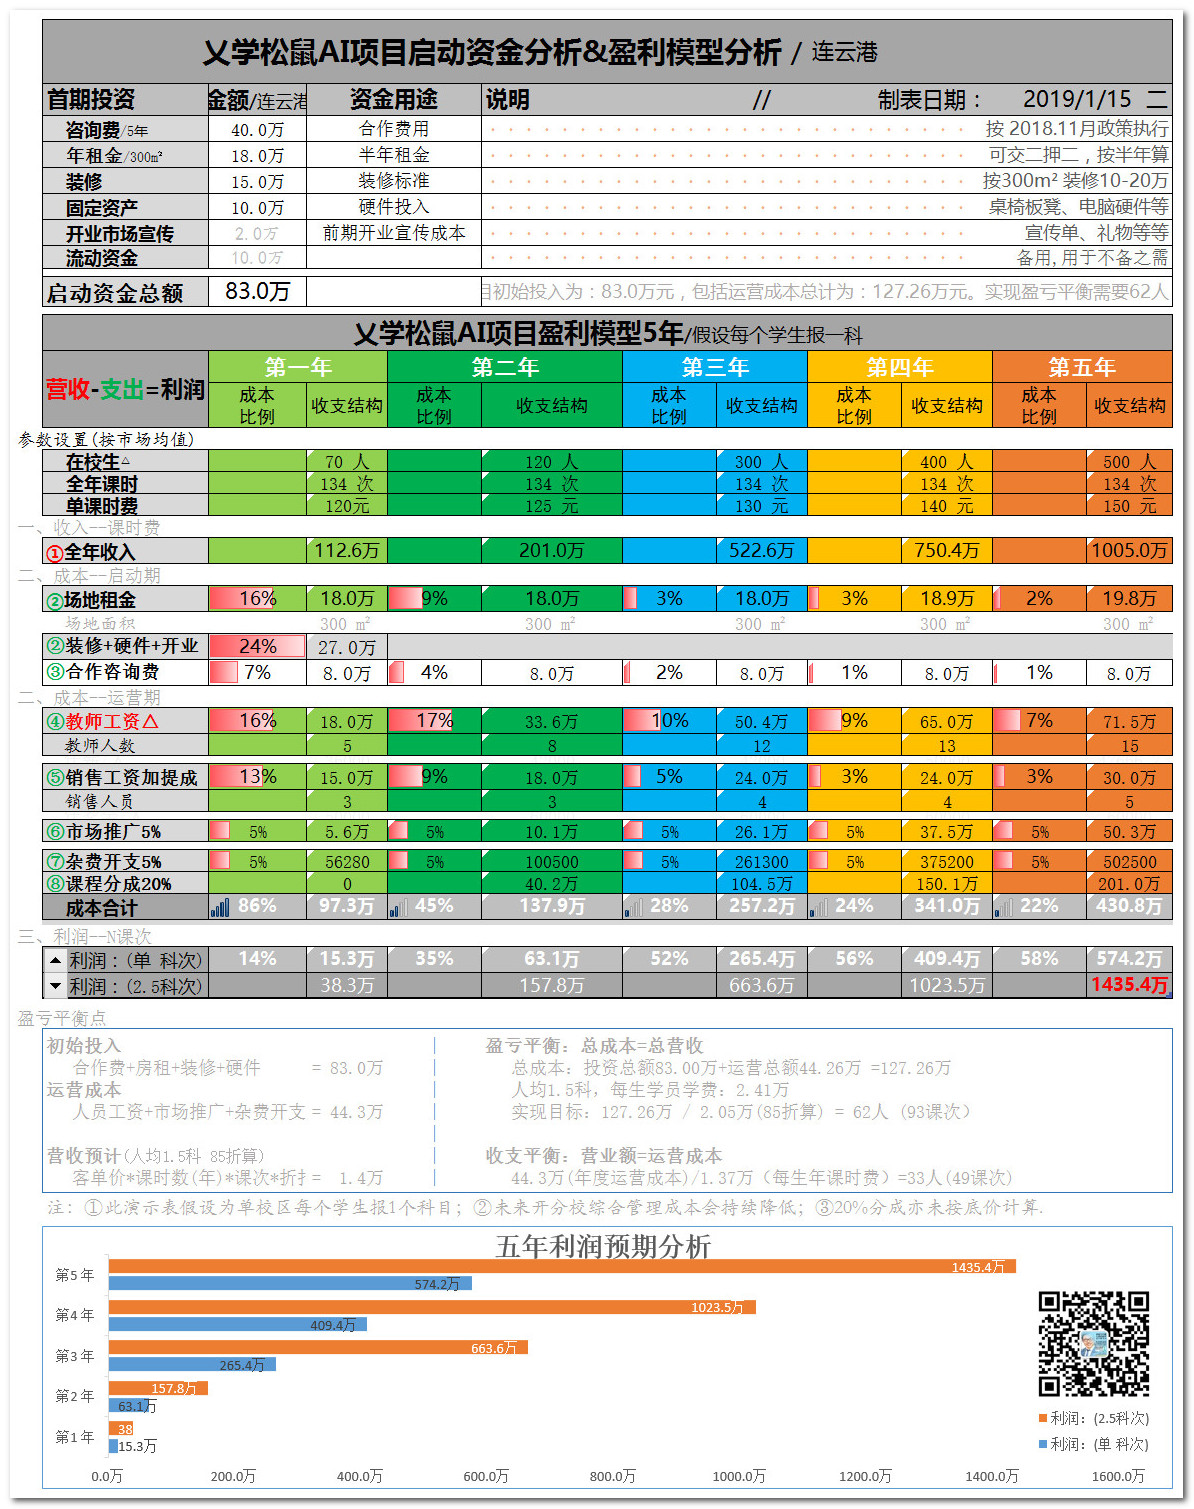 乂学松鼠AI项目启动资金分析&盈利模型分析 / 连云港
首期投资 金额/连云港 资金用途 说明 // 制表日期： 2019/1/15 二
咨询费/5年 40.0万 合作费用 按 2018.11月政策执行
年租金/300m² 18.0万 半年租金 可交二押二，按半年算
装修 15.0万 装修标准 按300m² 装修10-20万
固定资产 10.0万 硬件投入 桌椅板凳、电脑硬件等
开业市场宣传 2.0万 前期开业宣传成本 宣传单、礼物等等
流动资金 10.0万 备用,用于不备之需
启动资金总额 83.0万 目初始投入为：83.0万元，包括运营成本总计为：127.26万元。实现盈亏平衡需要62人
乂学松鼠AI项目盈利模型5年/假设每个学生报一科
营收-支出=利润 第一年 第二年 第三年 第四年 第五年
成本比例 收支结构 成本比例 收支结构 成本比例 收支结构 成本比例 收支结构 成本比例 收支结构
参数设置(按市场均值)
在校生△ 70 人 120 人 300 人 400 人 500 人
全年课时 134 次 134 次 134 次 134 次 134 次
单课时费 120元 125 元 130 元 140 元 150 元
一、收入--课时费
①全年收入 112.6万 201.0万 522.6万 750.4万 1005.0万
二、成本--启动期
②场地租金 16% 18.0万 9% 18.0万 3% 18.0万 3% 18.9万 2% 19.8万
场地面积 300 m² 300 m² 300 m² 300 m² 300 m²
②装修+硬件+开业 24% 27.0万
③合作咨询费 7% 8.0万 4% 8.0万 2% 8.0万 1% 8.0万 1% 8.0万
二、成本--运营期
④教师工资△ 16% 18.0万 17% 33.6万 10% 50.4万 9% 65.0万 7% 71.5万
教师人数 5 8 12 13 15
⑤销售工资加提成 13% 15.0万 9% 18.0万 5% 24.0万 3% 24.0万 3% 30.0万
销售人员 3 3 4 4 5
⑥市场推广5% 5% 5.6万 5% 10.1万 5% 26.1万 5% 37.5万 5% 50.3万
⑦杂费开支5% 5% 56280 5% 100500 5% 261300 5% 375200 5% 502500
⑧课程分成20% 0 40.2万 104.5万 150.1万 201.0万
成本合计 86% 97.3万 45% 137.9万 28% 257.2万 24% 341.0万 22% 430.8万
三、利润--N课次
▲ 利润：(单 科次) 14% 15.3万 35% 63.1万 52% 265.4万 56% 409.4万 58% 574.2万
▼ 利润：(2.5科次) 38.3万 157.8万 663.6万 1023.5万 1435.4万
盈亏平衡点
初始投入
合作费+房租+装修+硬件 = 83.0万
运营成本
人员工资+市场推广+杂费开支 = 44.3万
营收预计(人均1.5科 85折算)
客单价*课时数(年)*课次*折扌= 1.4万
盈亏平衡：总成本=总营收
总成本：投资总额83.00万+运营总额44.26万 =127.26万
人均1.5科，每生学员学费：2.41万
实现目标：127.26万 / 2.05万(85折算) = 62人 (93课次)
收支平衡：营业额=运营成本
44.3万(年度运营成本)/1.37万（每生年课时费）=33人(49课次)
注：①此演示表假设为单校区每个学生报1个科目；②未来开分校综合管理成本会持续降低；③20%分成亦未按底价计算.
五年利润预期分析
第5年 1435.4万
574.2万
第4年 1023.5万
409.4万
第3年 663.6万
265.4万
第2年 157.8万
63.1万
第1年 38
15.3万
0.0万 200.0万 400.0万 600.0万 800.0万 1000.0万 1200.0万 1400.0万 1600.0万
利润：(2.5科次)
利润：(单 科次)